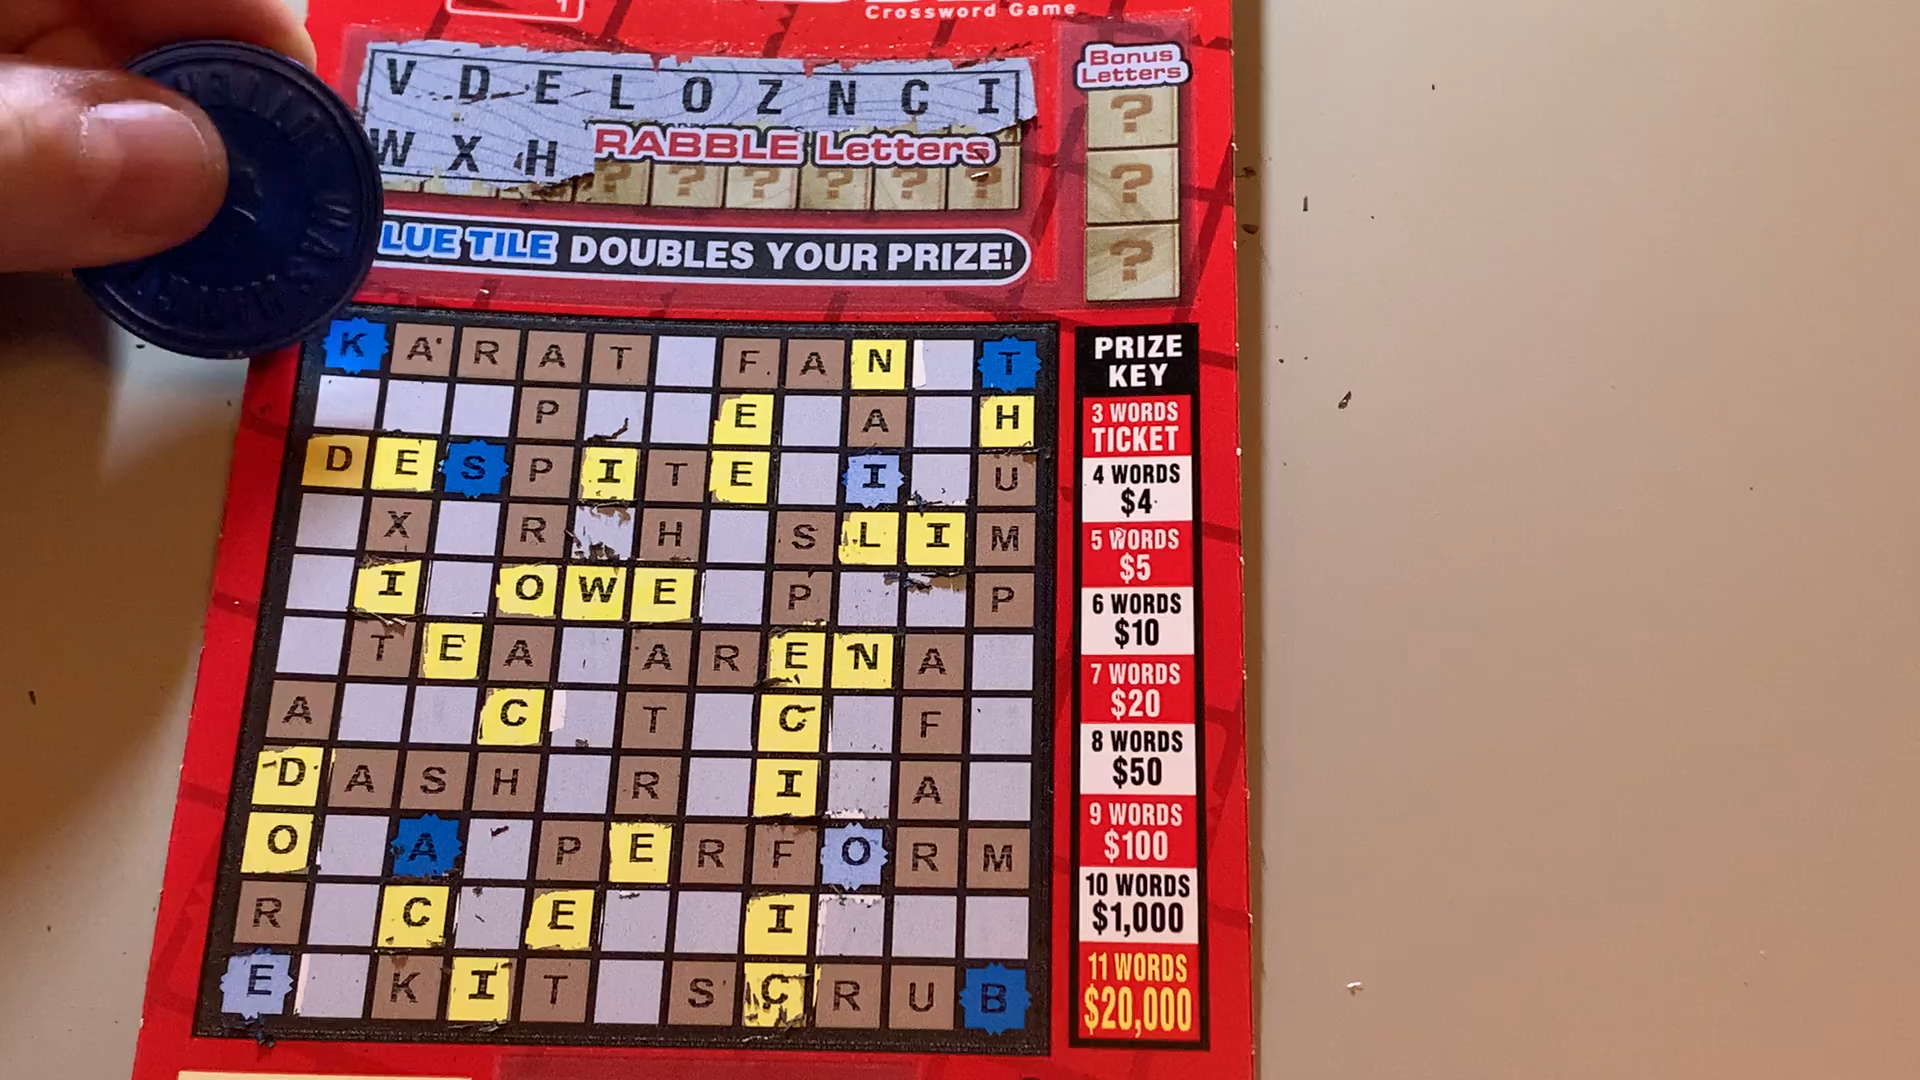 1
Crossword Game
V D E L O Z N C I
W X H RABBLE Letters
? ? ? ? ? ?
Bonus
Letters
?
?
?
LUE TILE DOUBLES YOUR PRIZE!
K A R A T F A N T
P E A H
D E S P I T E I U
X R H S L I M
I O W E P P
T E A A R E N A
A C T C F
D A S H R I A
O A P E R F O R M
R C E I
E K I T S C R U B
PRIZE
KEY
3 WORDS
TICKET
4 WORDS
$4
5 WORDS
$5
6 WORDS
$10
7 WORDS
$20
8 WORDS
$50
9 WORDS
$100
10 WORDS
$1,000
11 WORDS
$20,000